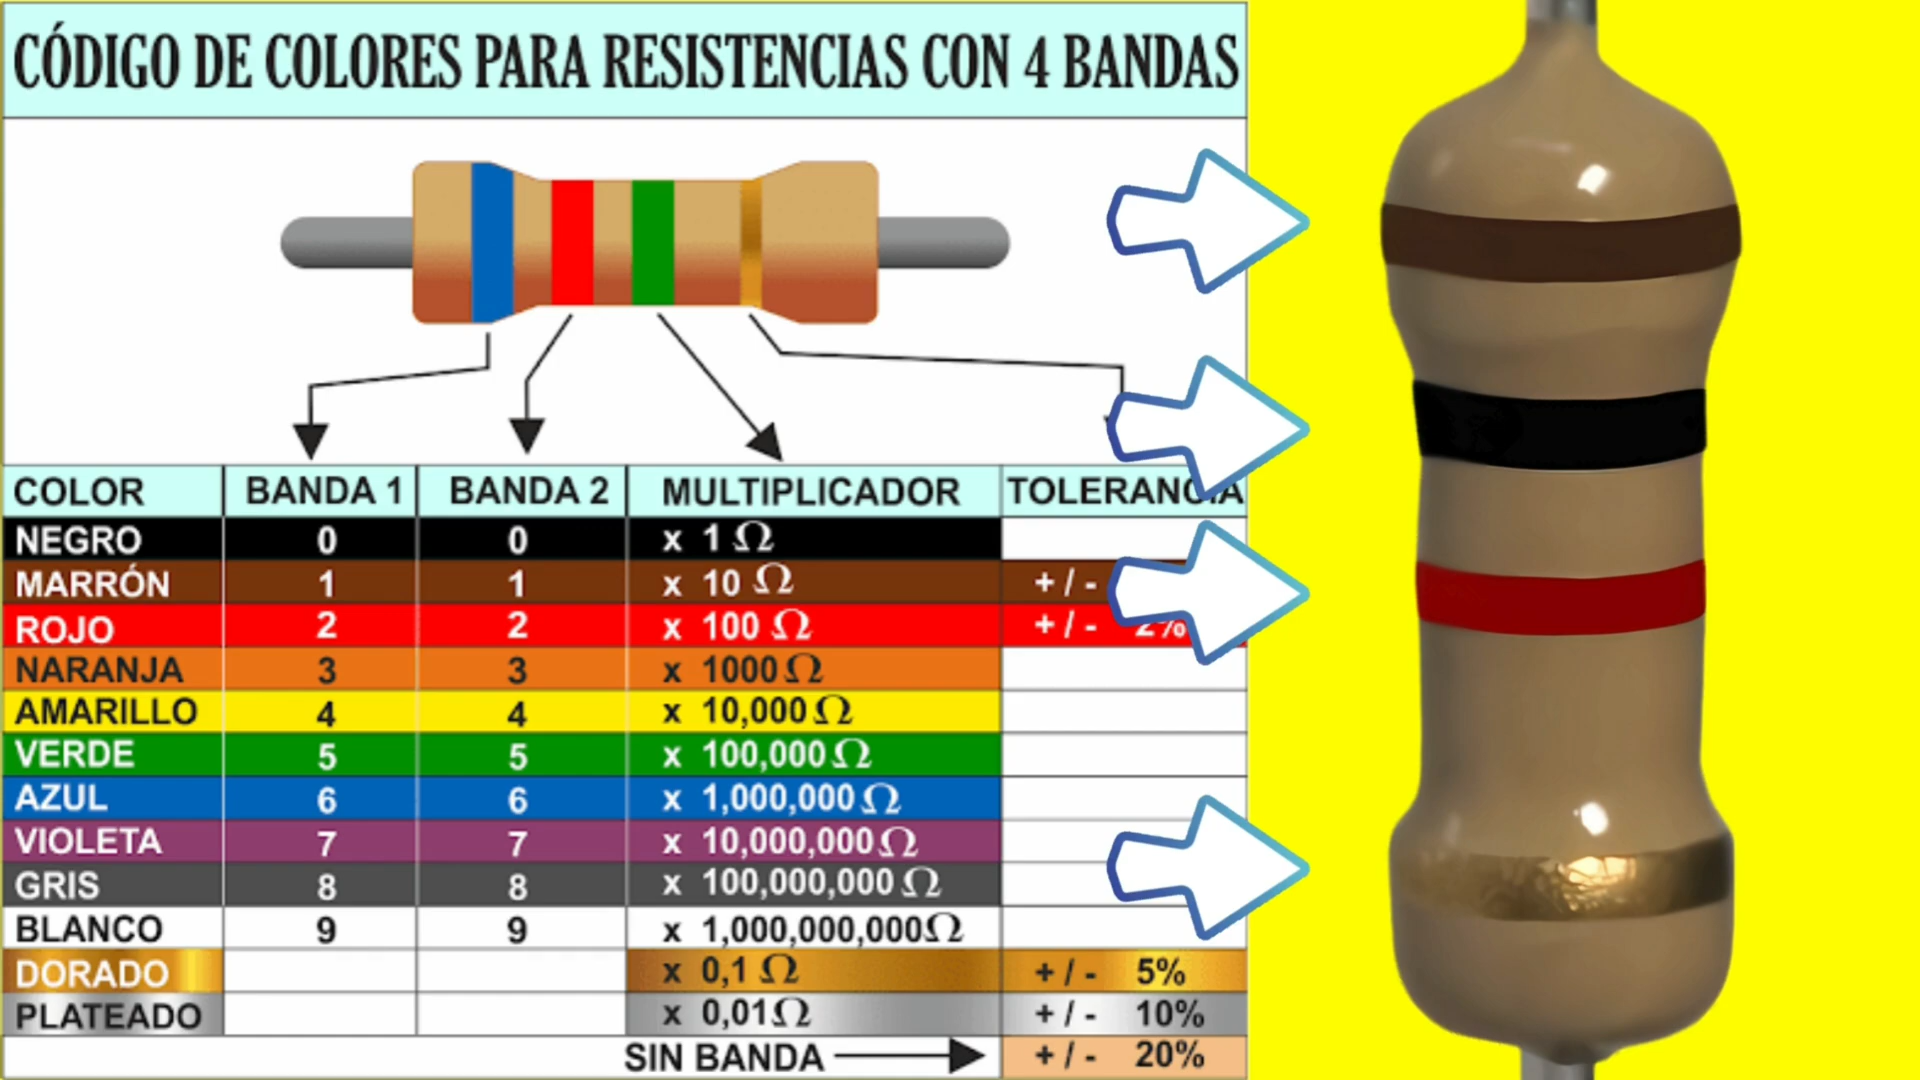 CÓDIGO DE COLORES PARA RESISTENCIAS CON 4 BANDAS
COLOR BANDA 1 BANDA 2 MULTIPLICADOR TOLERANCIA
NEGRO 0 0 x 1 Ω
MARRÓN 1 1 x 10 Ω + / -
ROJO 2 2 x 100 Ω + / - 2%
NARANJA 3 3 x 1000 Ω
AMARILLO 4 4 x 10,000 Ω
VERDE 5 5 x 100,000 Ω
AZUL 6 6 x 1,000,000 Ω
VIOLETA 7 7 x 10,000,000 Ω
GRIS 8 8 x 100,000,000 Ω
BLANCO 9 9 x 1,000,000,000Ω
DORADO x 0,1 Ω + / - 5%
PLATEADO x 0,01Ω + / - 10%
SIN BANDA + / - 20%